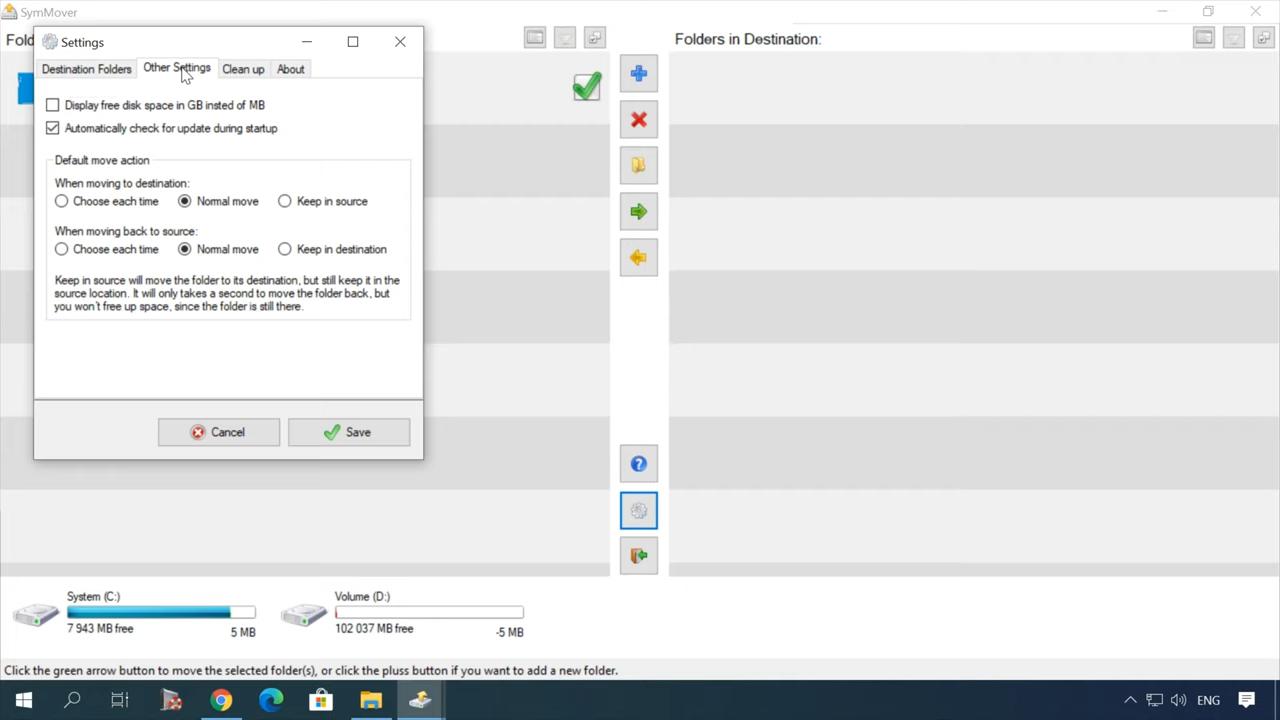 SymMover
Settings
Folders in Destination:
Destination Folders
Other Settings
Clean up
About
Display free disk space in GB insted of MB
Automatically check for update during startup
Default move action
When moving to destination:
Choose each time
Normal move
Keep in source
When moving back to source:
Choose each time
Normal move
Keep in destination
Keep in source will move the folder to its destination, but still keep it in the
source location. It will only takes a second to move the folder back, but
you won't free up space, since the folder is still there.
Cancel
Save
System (C:)
7 943 MB free
5 MB
Volume (D:)
102 037 MB free
-5 MB
Click the green arrow button to move the selected folder(s), or click the pluss button if you want to add a new folder.
ENG